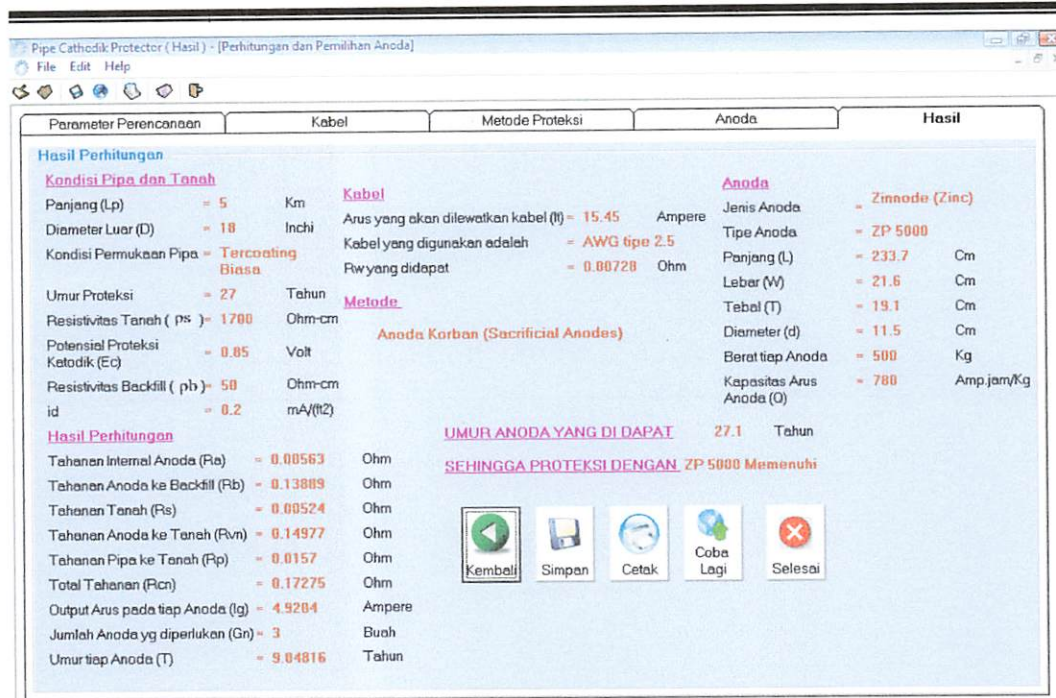 Pipe Cathodik Protector ( Hasil ) - [Perhitungan dan Pemilihan Anoda]
File Edit Help
Parameter Perencanaan Kabel Metode Proteksi Anoda Hasil
Hasil Perhitungan
Kondisi Pipa dan Tanah
Panjang (Lp) = 5 Km
Diameter Luar (D) = 18 Inchi
Kondisi Permukaan Pipa = Tercoating
Biasa
Umur Proteksi = 27 Tahun
Resistivitas Tanah ( ρs ) = 1700 Ohm-cm
Potensial Proteksi
Katodik (Ec) = 0.85 Volt
Resistivitas Backfill ( ρb ) = 50 Ohm-cm
id = 0.2 mA/(ft2)
Hasil Perhitungan
Tahanan Internal Anoda (Ra) = 0.00563 Ohm
Tahanan Anoda ke Backfill (Rb) = 0.13889 Ohm
Tahanan Tanah (Rs) = 0.00524 Ohm
Tahanan Anoda ke Tanah (Rvn) = 0.14977 Ohm
Tahanan Pipa ke Tanah (Rp) = 0.0157 Ohm
Total Tahanan (Rcn) = 0.17275 Ohm
Output Arus pada tiap Anoda (Ig) = 4.9204 Ampere
Jumlah Anoda yg diperlukan (Gn) = 3 Buah
Umur tiap Anoda (T) = 9.04816 Tahun
Kabel
Arus yang akan dilewatkan kabel (It) = 15.45 Ampere
Kabel yang digunakan adalah = AWG tipe 2.5
Rw yang didapat = 0.00728 Ohm
Metode
Anoda Korban (Sacrificial Anodes)
Anoda
Jenis Anoda = Zinnode (Zinc)
Tipe Anoda = ZP 5000
Panjang (L) = 233.7 Cm
Lebar (W) = 21.6 Cm
Tebal (T) = 19.1 Cm
Diameter (d) = 11.5 Cm
Berat tiap Anoda = 500 Kg
Kapasitas Arus
Anoda (Q) = 780 Amp.jam/Kg
UMUR ANODA YANG DI DAPAT 27.1 Tahun
SEHINGGA PROTEKSI DENGAN ZP 5000 Memenuhi
Kembali Simpan Cetak Coba
Lagi Selesai